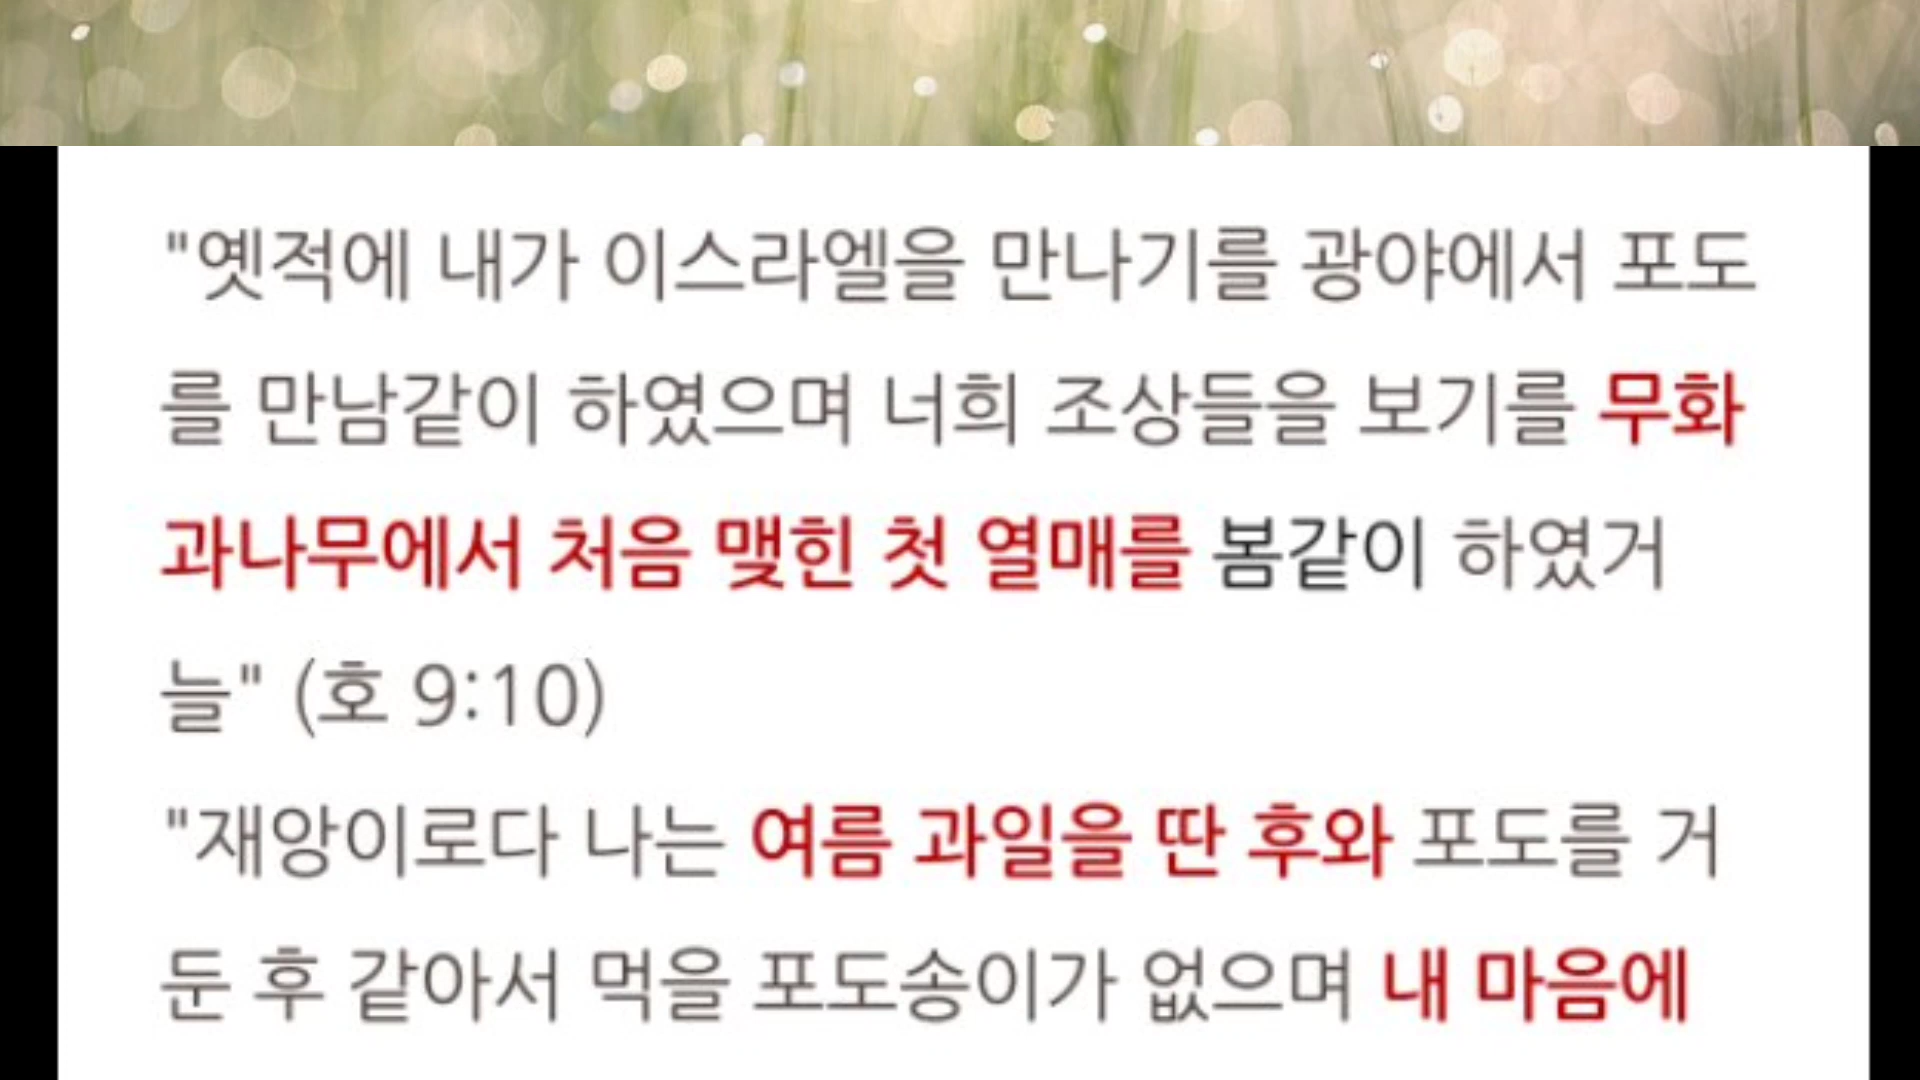 "옛적에 내가 이스라엘을 만나기를 광야에서 포도
를 만남같이 하였으며 너희 조상들을 보기를 무화
과나무에서 처음 맺힌 첫 열매를 봄같이 하였거
늘" (호 9:10)
"재앙이로다 나는 여름 과일을 딴 후와 포도를 거
둔 후 같아서 먹을 포도송이가 없으며 내 마음에